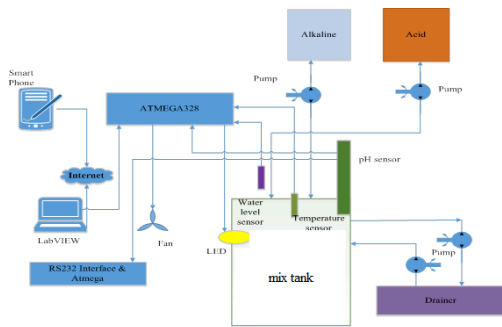 Alkaline
Acid
Smart
Phone
Pump
Pump
ATMEGA328
pH sensor
Internet
Water
level sensor
Temperature
sensor
LabVIEW
Fan
LED
Pump
RS232 Interface &
Atmega
mix tank
Drainer